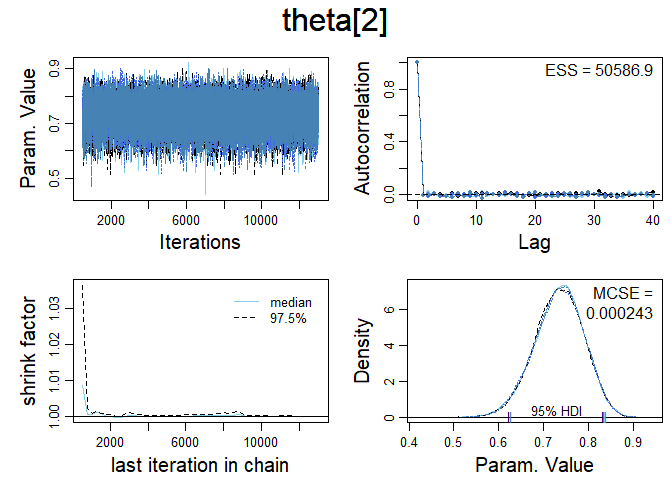 theta[2]
Param. Value
0.5 0.7 0.9
2000 6000 10000
Iterations
ESS = 50586.9
Autocorrelation
0.0 0.4 0.8
0 10 20 30 40
Lag
median
97.5%
shrink factor
1.00 1.01 1.02 1.03
2000 6000 10000
last iteration in chain
MCSE =
0.000243
Density
0 2 4 6
95% HDI
0.4 0.5 0.6 0.7 0.8 0.9
Param. Value